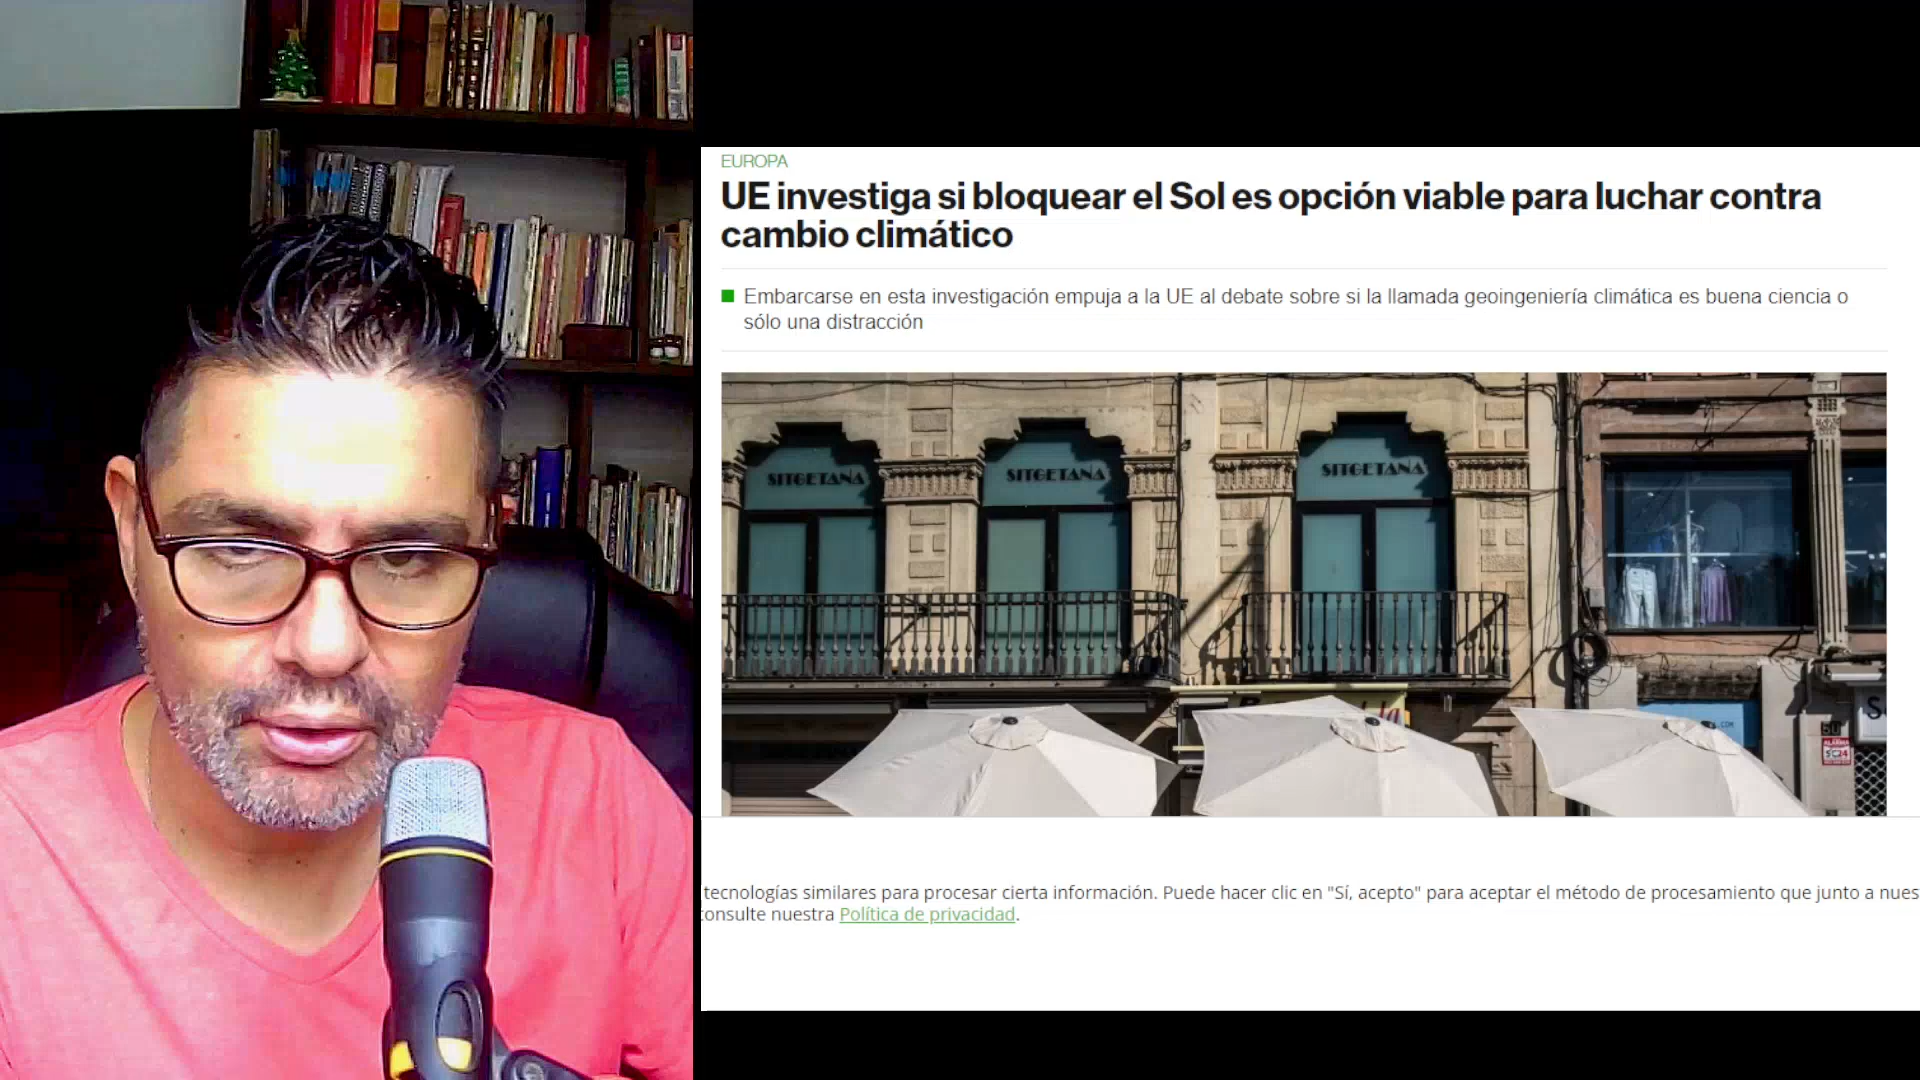 EUROPA
UE investiga si bloquear el Sol es opción viable para luchar contra
cambio climático
Embarcarse en esta investigación empuja a la UE al debate sobre si la llamada geoingeniería climática es buena ciencia o
sólo una distracción
SITGETANA SITGETANA SITGETANA
tecnologías similares para procesar cierta información. Puede hacer clic en "Sí, acepto" para aceptar el método de procesamiento que junto a nues
consulte nuestra Política de privacidad.